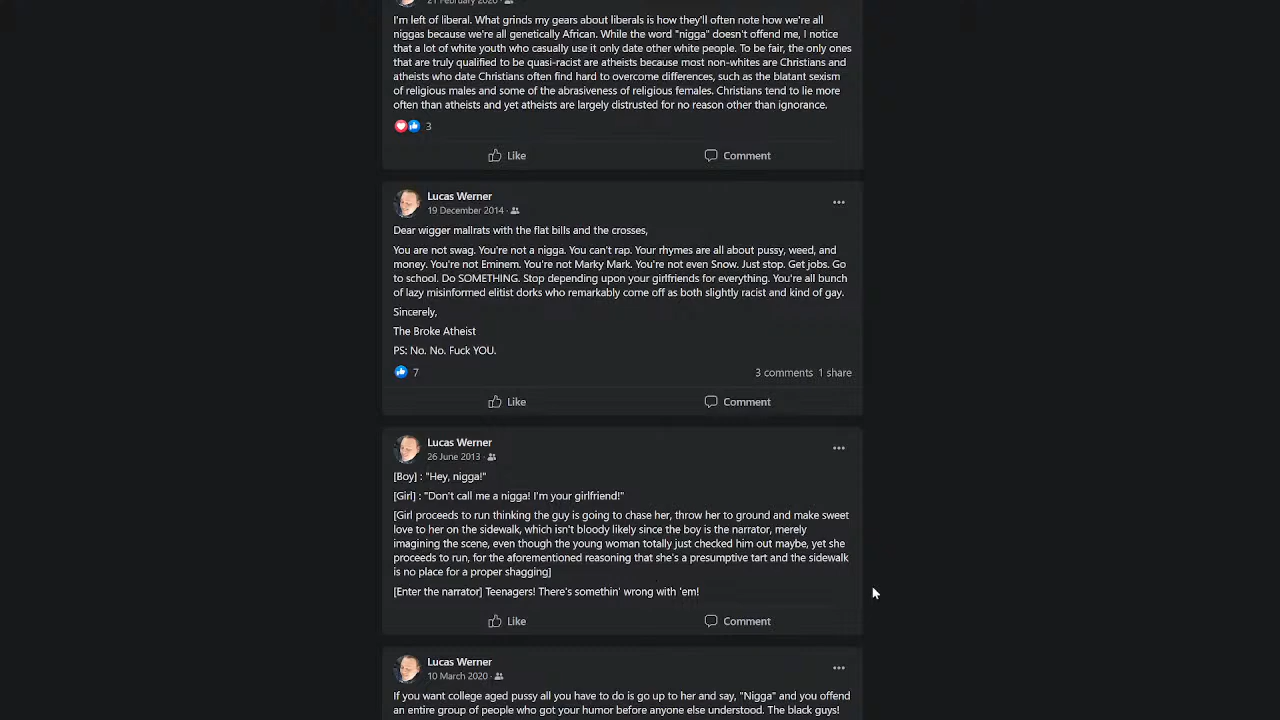 21 February 2020 ·
I'm left of liberal. What grinds my gears about liberals is how they'll often note how we're all
niggas because we're all genetically African. While the word "nigga" doesn't offend me, I notice
that a lot of white youth who casually use it only date other white people. To be fair, the only ones
that are truly qualified to be quasi-racist are atheists because most non-whites are Christians and
atheists who date Christians often find hard to overcome differences, such as the blatant sexism
of religious males and some of the abrasiveness of religious females. Christians tend to lie more
often than atheists and yet atheists are largely distrusted for no reason other than ignorance.
3
Like Comment
Lucas Werner
19 December 2014 ·
Dear wigger mallrats with the flat bills and the crosses,
You are not swag. You're not a nigga. You can't rap. Your rhymes are all about pussy, weed, and
money. You're not Eminem. You're not Marky Mark. You're not even Snow. Just stop. Get jobs. Go
to school. Do SOMETHING. Stop depending upon your girlfriends for everything. You're all bunch
of lazy misinformed elitist dorks who remarkably come off as both slightly racist and kind of gay.
Sincerely,
The Broke Atheist
PS: No. No. Fuck YOU.
7 3 comments 1 share
Like Comment
Lucas Werner
26 June 2013 ·
[Boy] : "Hey, nigga!"
[Girl] : "Don't call me a nigga! I'm your girlfriend!"
[Girl proceeds to run thinking the guy is going to chase her, throw her to ground and make sweet
love to her on the sidewalk, which isn't bloody likely since the boy is the narrator, merely
imagining the scene, even though the young woman totally just checked him out maybe, yet she
proceeds to run, for the aforementioned reasoning that she's a presumptive tart and the sidewalk
is no place for a proper shagging]
[Enter the narrator] Teenagers! There's somethin' wrong with 'em!
Like Comment
Lucas Werner
10 March 2020 ·
If you want college aged pussy all you have to do is go up to her and say, "Nigga" and you offend
an entire group of people who got your humor before anyone else understood. The black guys!